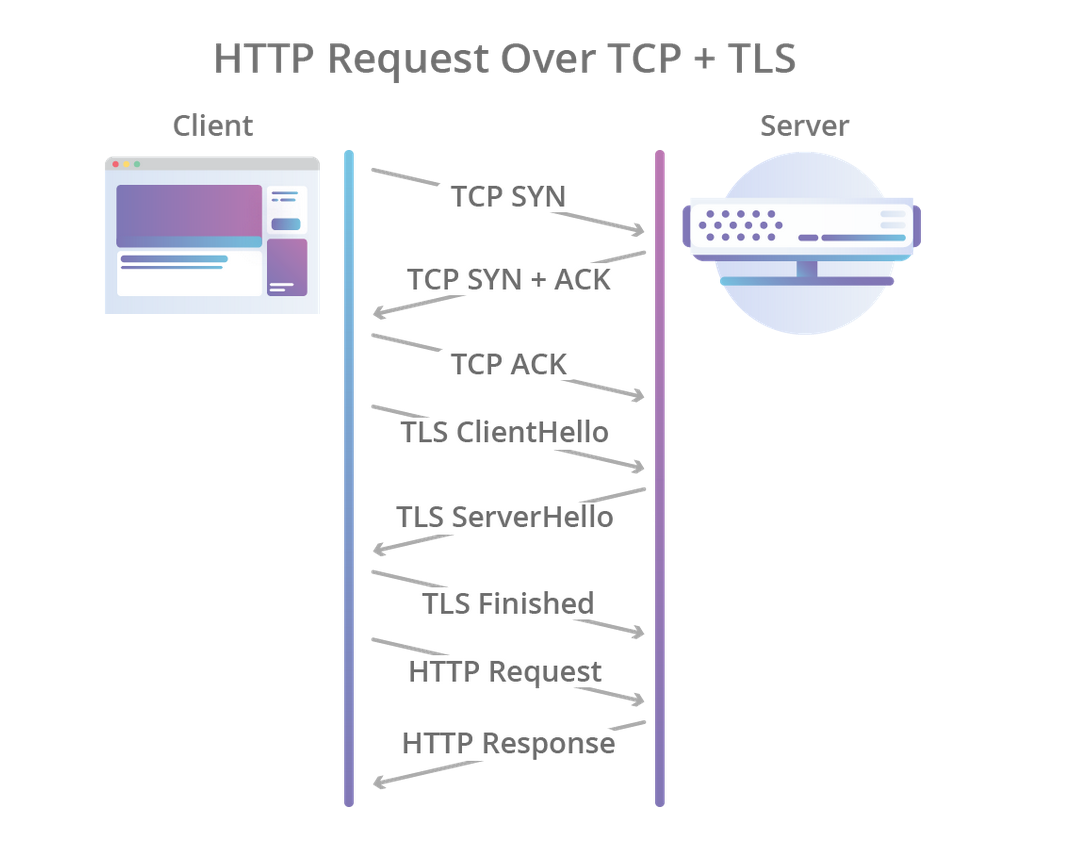 HTTP Request Over TCP + TLS
Client
Server
TCP SYN
TCP SYN + ACK
TCP ACK
TLS ClientHello
TLS ServerHello
TLS Finished
HTTP Request
HTTP Response